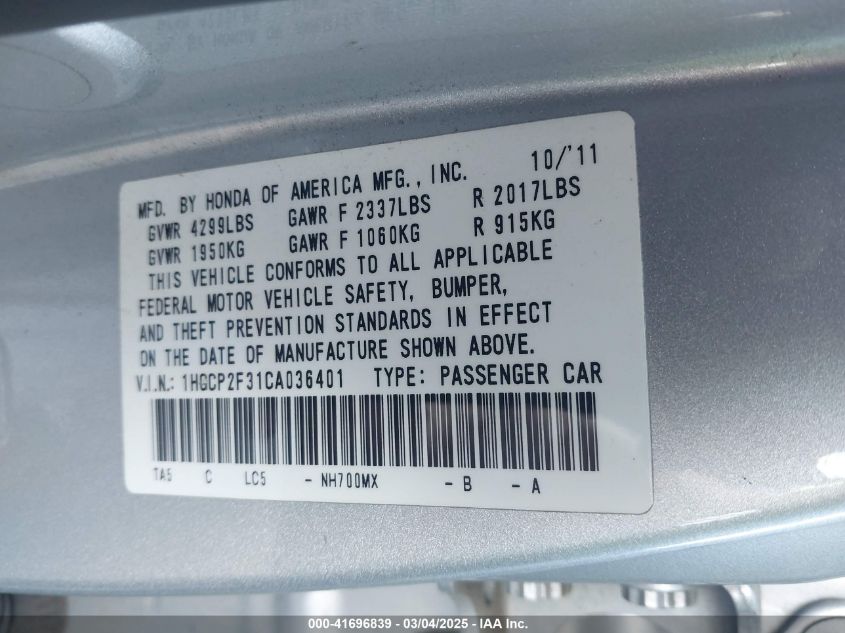 MFD. BY HONDA OF AMERICA MFG., INC. 10/'11
GVWR 4299LBS GAWR F 2337LBS R 2017LBS
GVWR 1950KG GAWR F 1060KG R 915KG
THIS VEHICLE CONFORMS TO ALL APPLICABLE
FEDERAL MOTOR VEHICLE SAFETY, BUMPER,
AND THEFT PREVENTION STANDARDS IN EFFECT
ON THE DATE OF MANUFACTURE SHOWN ABOVE.
V.I.N.: 1HGCP2F31CA036401 TYPE: PASSENGER CAR
TA5 C LC5 - NH700MX - B - A
000-41696839 - 03/04/2025 - IAA Inc.